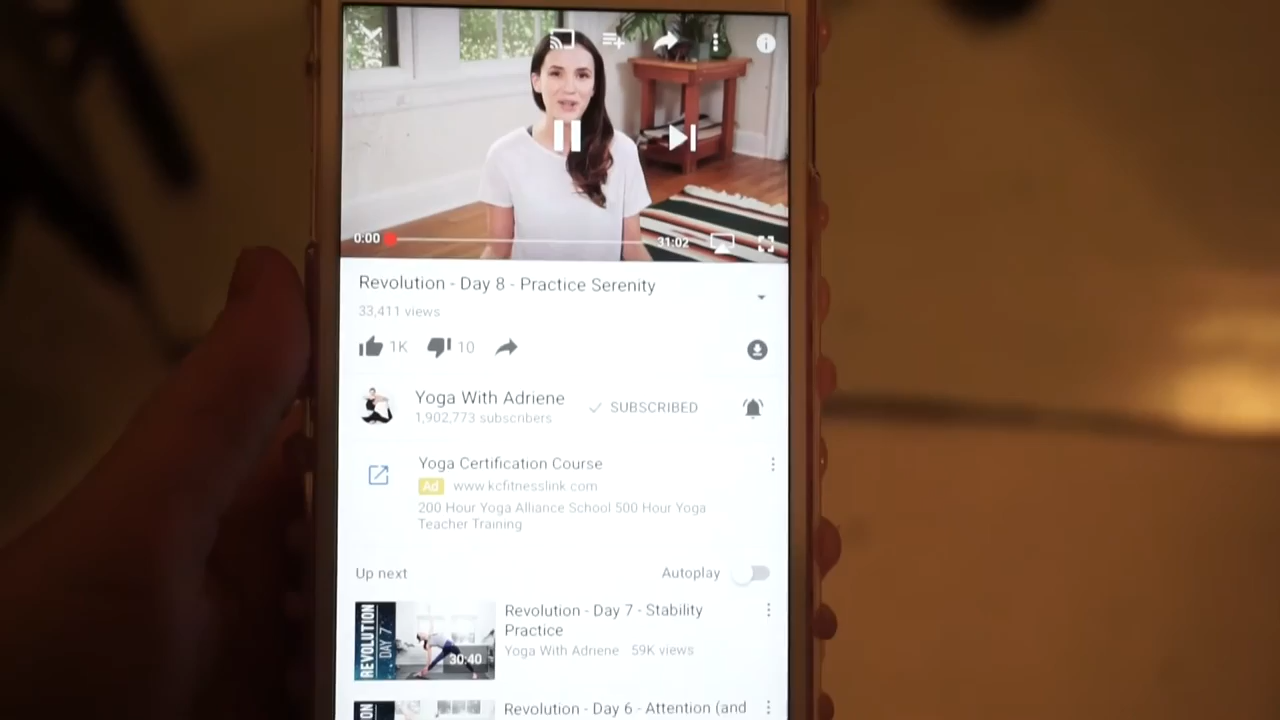 0:00
31:02
Revolution - Day 8 - Practice Serenity
33,411 views
1K
10
Yoga With Adriene
SUBSCRIBED
1,902,773 subscribers
Yoga Certification Course
Ad www.kcfitnesslink.com
200 Hour Yoga Alliance School 500 Hour Yoga
Teacher Training
Up next
Autoplay
REVOLUTION
DAY 7
30:40
Revolution - Day 7 - Stability
Practice
Yoga With Adriene 59K views
ON
Revolution - Day 6 - Attention (and